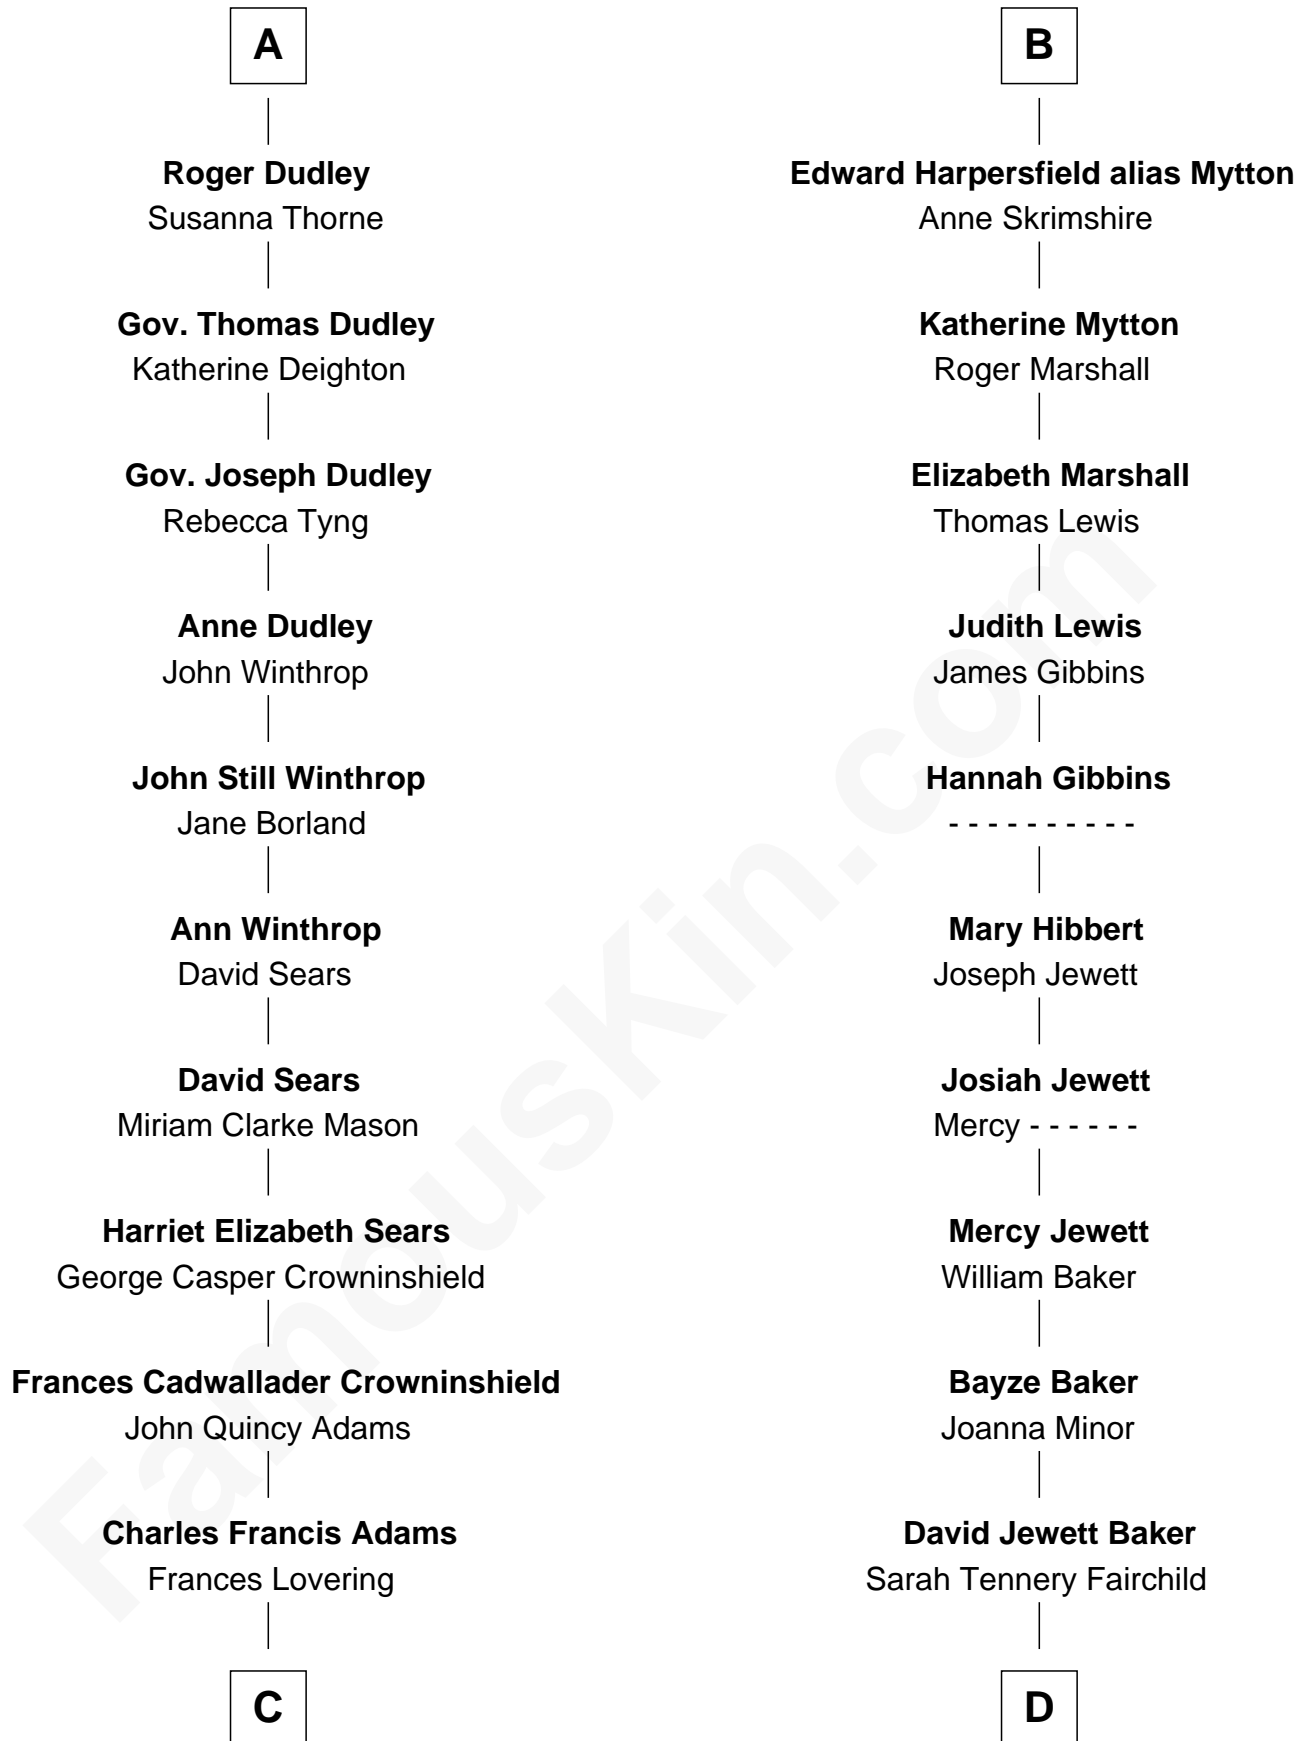 A
Roger Dudley
Susanna Thorne
Gov. Thomas Dudley
Katherine Deighton
Gov. Joseph Dudley
Rebecca Tyng
Anne Dudley
John Winthrop
John Still Winthrop
Jane Borland
Ann Winthrop
David Sears
David Sears
Miriam Clarke Mason
Harriet Elizabeth Sears
George Casper Crowninshield
Frances Cadwallader Crowninshield
John Quincy Adams
Charles Francis Adams
Frances Lovering
C
B
Edward Harpersfield alias Mytton
Anne Skrimshire
Katherine Mytton
Roger Marshall
Elizabeth Marshall
Thomas Lewis
Judith Lewis
James Gibbins
Hannah Gibbins
- - - - - - - - - -
Mary Hibbert
Joseph Jewett
Josiah Jewett
Mercy - - - - - -
Mercy Jewett
William Baker
Bayze Baker
Joanna Minor
David Jewett Baker
Sarah Tennery Fairchild
D
FamousKin.com